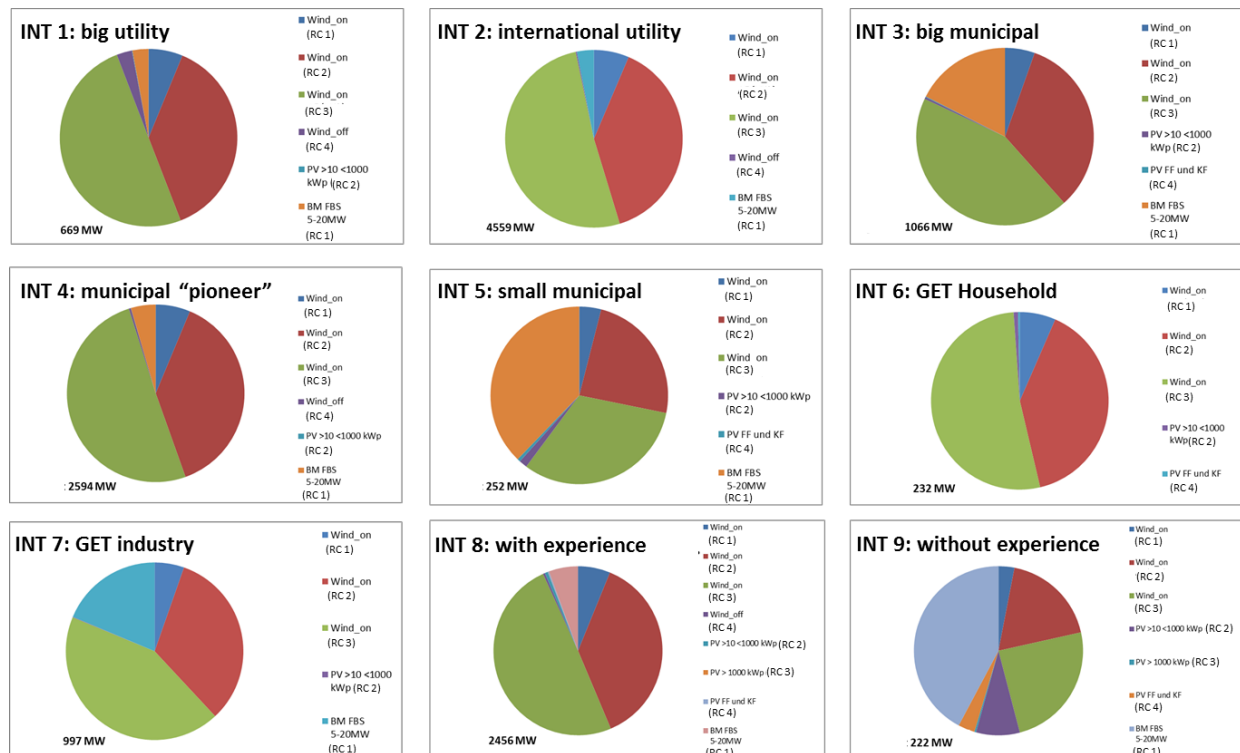 INT 1: big utility
Wind_on
(RC 1)
Wind_on
(RC 2)
Wind_on
(RC 3)
Wind_off
(RC 4)
PV >10 <1000
kWp (RC 2)
BM FBS
5-20MW
(RC 1)
669 MW
INT 2: international utility
Wind_on
(RC 1)
Wind_on
(RC 2)
Wind_on
(RC 3)
Wind_off
(RC 4)
BM FBS
5-20MW
(RC 1)
4559 MW
INT 3: big municipal
Wind_on
(RC 1)
Wind_on
(RC 2)
Wind_on
(RC 3)
PV >10 <1000
kWp (RC 2)
PV FF und KF
(RC 4)
BM FBS
5-20MW
(RC 1)
1066 MW
INT 4: municipal “pioneer”
Wind_on
(RC 1)
Wind_on
(RC 2)
Wind_on
(RC 3)
Wind_off
(RC 4)
PV >10 <1000 kWp
(RC 2)
BM FBS
5-20MW
(RC 1)
: 2594 MW
INT 5: small municipal
Wind_on
(RC 1)
Wind_on
(RC 2)
Wind_on
(RC 3)
PV >10 <1000 kWp
(RC 2)
PV FF und KF
(RC 4)
BM FBS
5-20MW
(RC 1)
: 252 MW
INT 6: GET Household
Wind_on
(RC 1)
Wind_on
(RC 2)
Wind_on
(RC 3)
PV >10 <1000
kWp(RC 2)
PV FF und KF
(RC 4)
232 MW
INT 7: GET industry
Wind_on
(RC 1)
Wind_on
(RC 2)
Wind_on
(RC 3)
PV >10 <1000
kWp (RC 2)
BM FBS
5-20MW
(RC 1)
997 MW
INT 8: with experience
Wind_on
(RC 1)
Wind_on
(RC 2)
Wind_on
(RC 3)
Wind_off
(RC 4)
PV >10 <1000 kWp (RC 2)
PV > 1000 kWp (RC 3)
PV FF und KF
(RC 4)
BM FBS
5-20MW
(RC 1)
2456 MW
INT 9: without experience
Wind_on
(RC 1)
Wind_on
(RC 2)
Wind_on
(RC 3)
PV >10 <1000 kWp (RC 2)
PV > 1000 kWp (RC 3)
PV FF und KF
(RC 4)
BM FBS
5-20MW
(RC 1)
: 222 MW